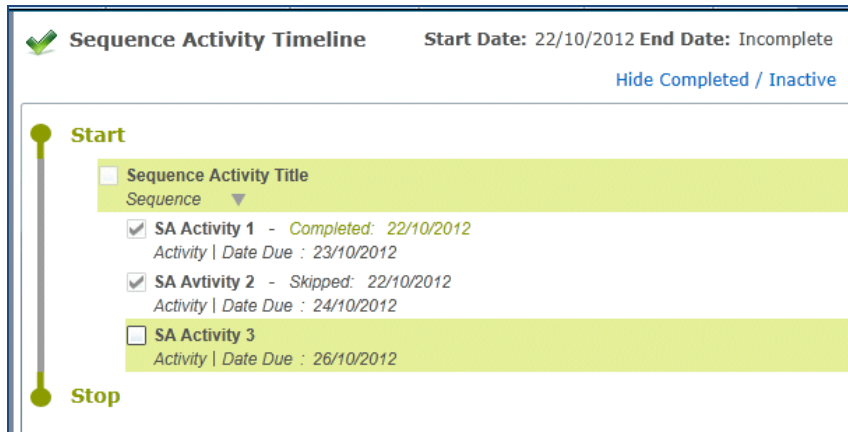 Sequence Activity Timeline Start Date: 22/10/2012 End Date: Incomplete
Hide Completed / Inactive
Start
Sequence Activity Title
Sequence
SA Activity 1 - Completed: 22/10/2012
Activity | Date Due : 23/10/2012
SA Avtivity 2 - Skipped: 22/10/2012
Activity | Date Due : 24/10/2012
SA Activity 3
Activity | Date Due : 26/10/2012
Stop